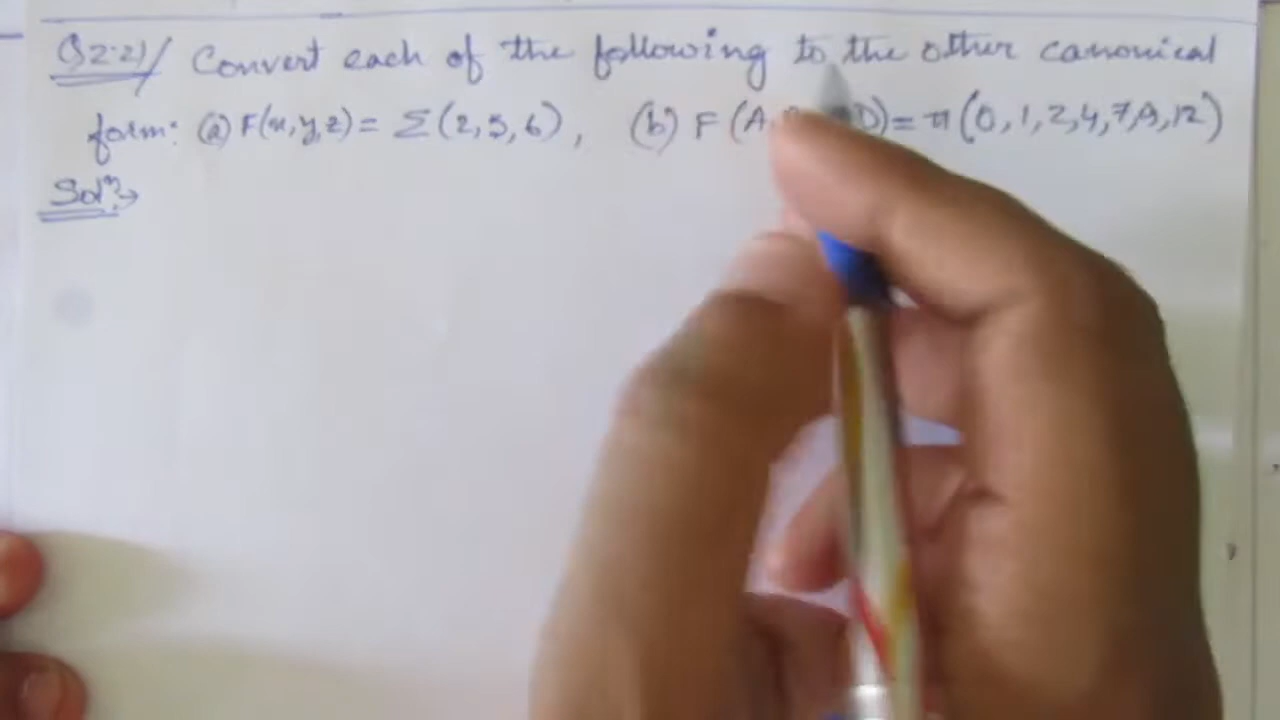 Q2.21/ Convert each of the following to the other canonical
form: (a) F(x,y,z) = Σ(2,5,6), (b) F(A, D) = π(0,1,2,4,7,9,12)
Solⁿ:→